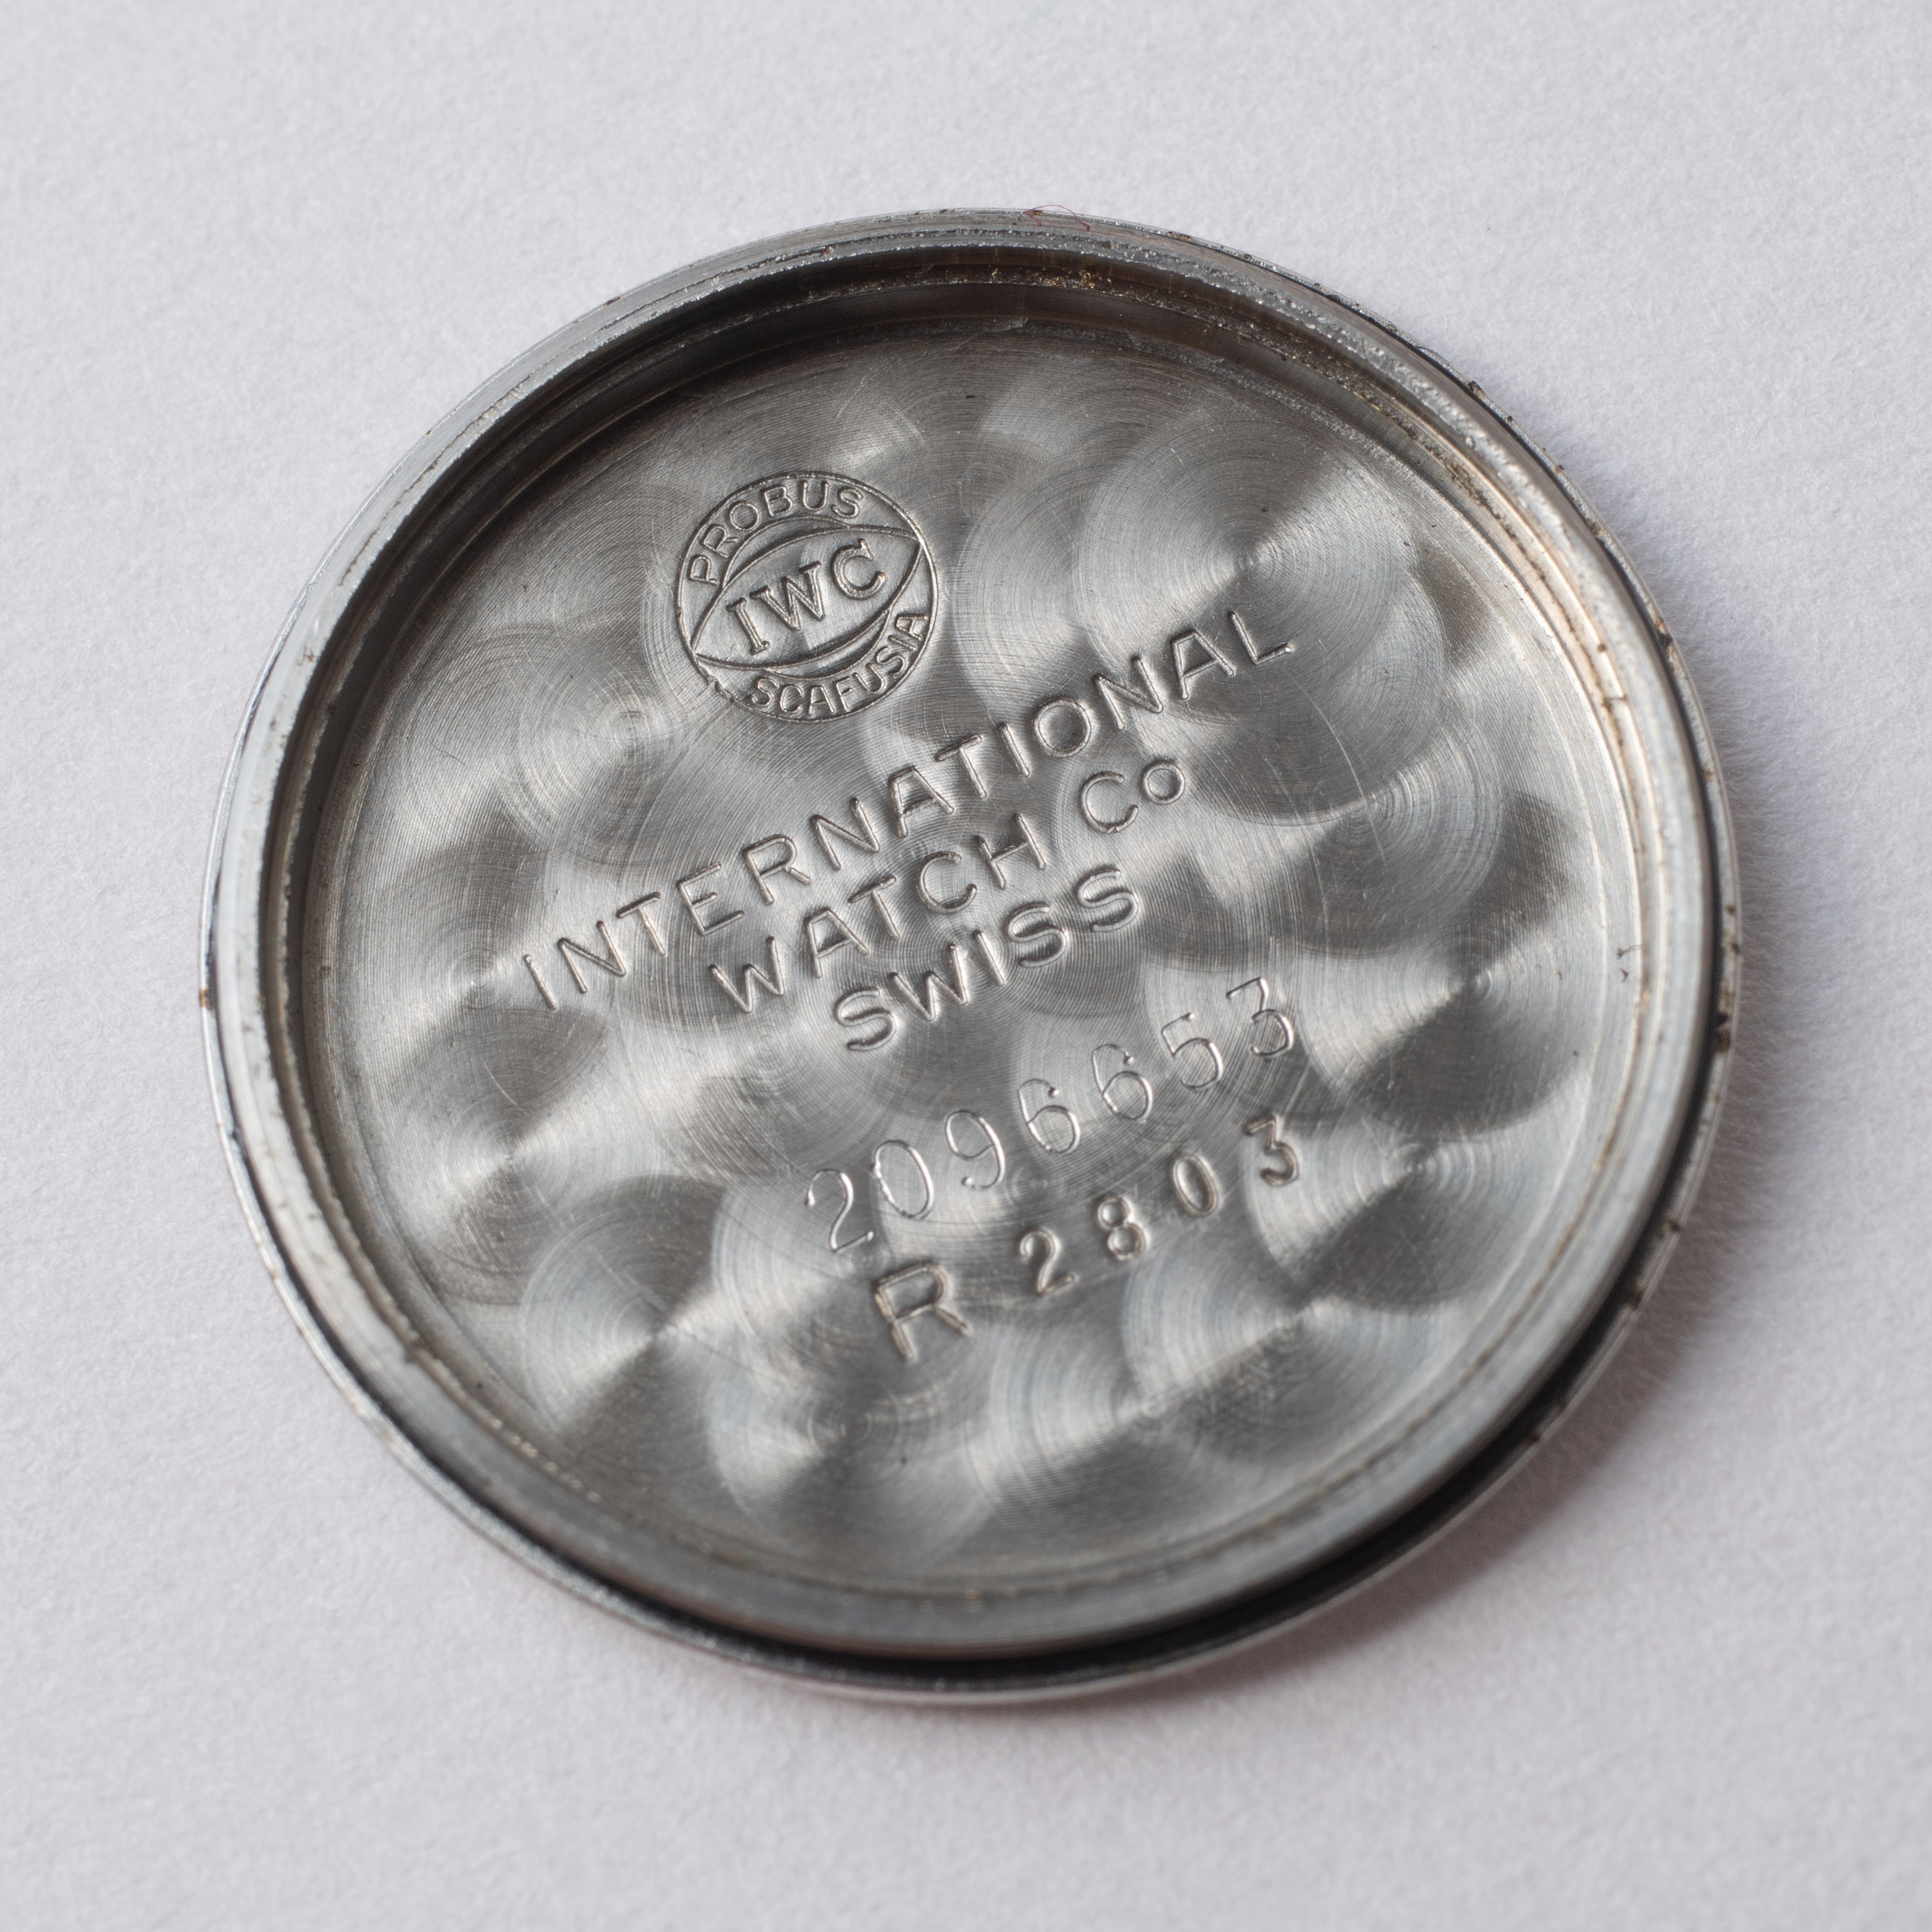 PROBUS
IWC
SCAFUSIA
INTERNATIONAL
WATCH Co
SWISS
2096653
R 2803